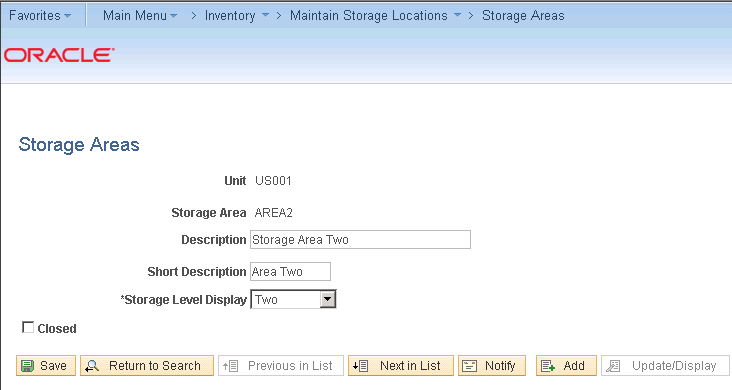 Favorites Main Menu > Inventory > Maintain Storage Locations > Storage Areas
ORACLE'
Storage Areas
Unit US001
Storage Area AREA2
Description Storage Area Two
Short Description Area Two
*Storage Level Display Two
Closed
Save Return to Search Previous in List Next in List Notify Add Update/Display